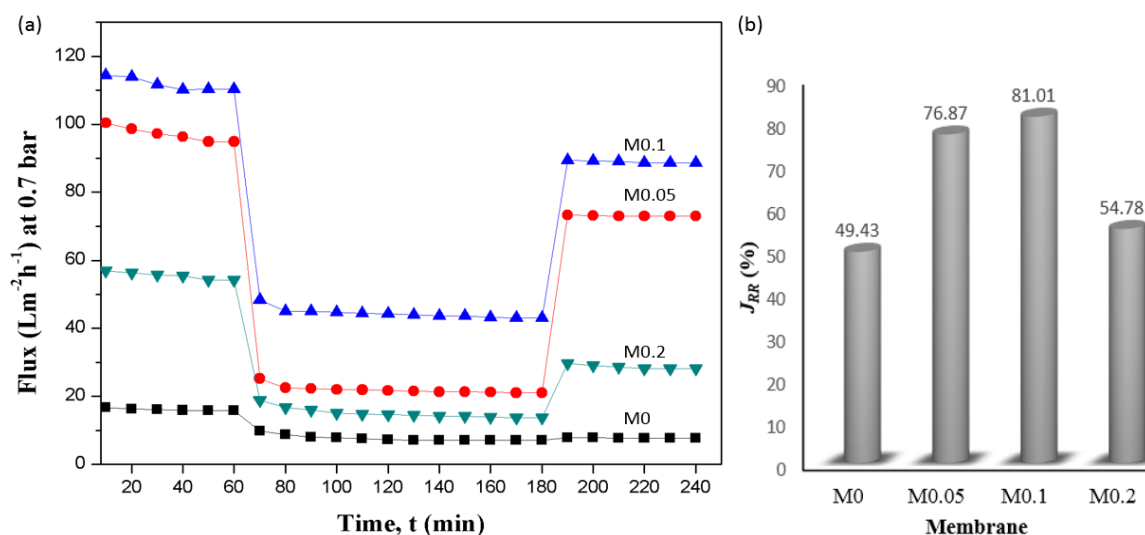 (a)
120
100
80
60
40
20
0
Flux (Lm⁻²h⁻¹) at 0.7 bar
M0.1
M0.05
M0.2
M0
20 40 60 80 100 120 140 160 180 200 220 240
Time, t (min)
(b)
90
80
70
60
50
40
30
20
10
0
J_RR (%)
49.43
76.87
81.01
54.78
M0 M0.05 M0.1 M0.2
Membrane